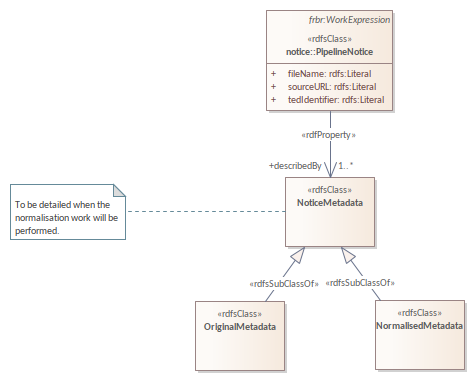 frbr:WorkExpression
«rdfsClass»
notice::PipelineNotice
+ fileName: rdfs:Literal
+ sourceURL: rdfs:Literal
+ tedIdentifier: rdfs:Literal
«rdfProperty»
+describedBy 1..*
«rdfsClass»
NoticeMetadata
To be detailed when the
normalisation work will be
performed.
«rdfsSubClassOf» «rdfsSubClassOf»
«rdfsClass»
OriginalMetadata
«rdfsClass»
NormalisedMetadata